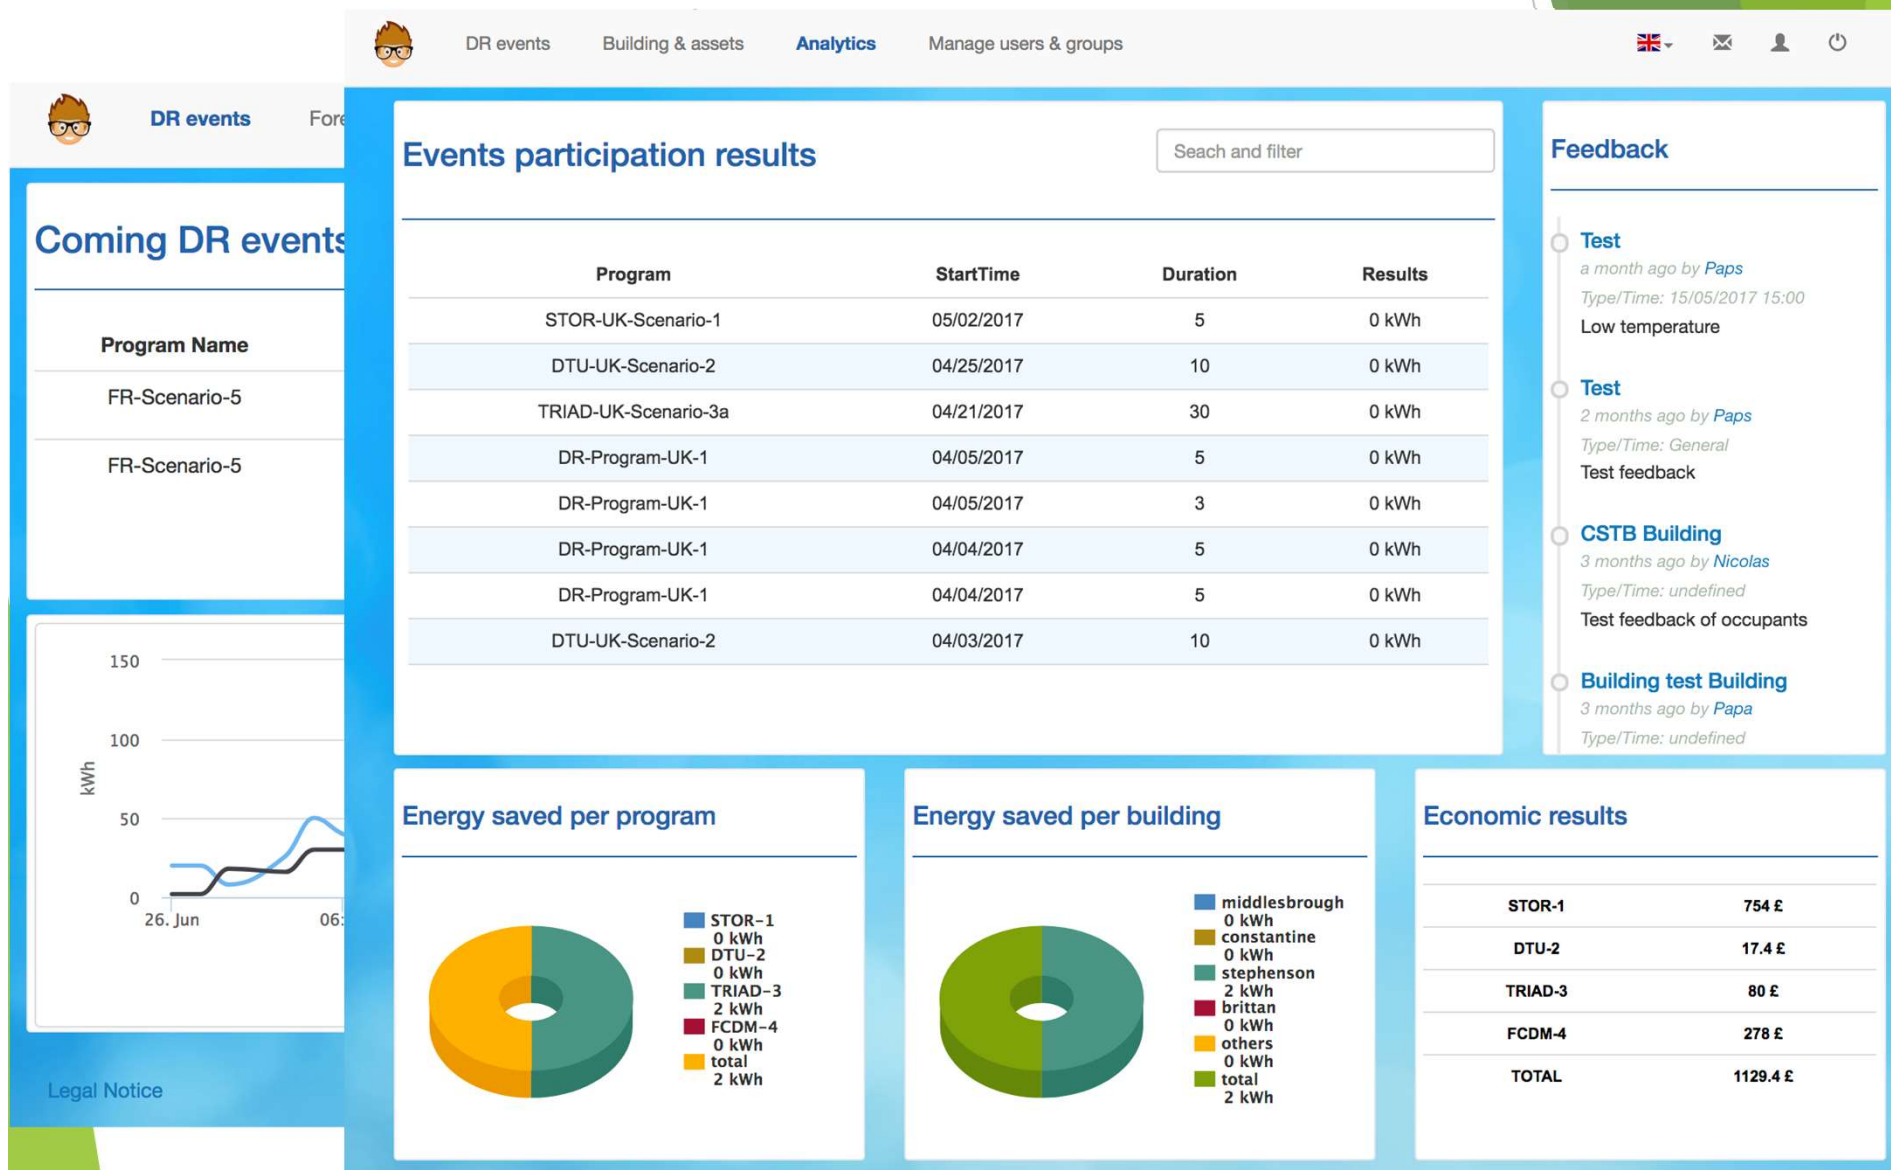 DR events Building & assets Analytics Manage users & groups
DR events
Coming DR events
Program Name
FR-Scenario-5
FR-Scenario-5
150
100
50
0
kWh
26. Jun 06:
Legal Notice
Events participation results
Seach and filter
Program StartTime Duration Results
STOR-UK-Scenario-1 05/02/2017 5 0 kWh
DTU-UK-Scenario-2 04/25/2017 10 0 kWh
TRIAD-UK-Scenario-3a 04/21/2017 30 0 kWh
DR-Program-UK-1 04/05/2017 5 0 kWh
DR-Program-UK-1 04/05/2017 3 0 kWh
DR-Program-UK-1 04/04/2017 5 0 kWh
DR-Program-UK-1 04/04/2017 5 0 kWh
DTU-UK-Scenario-2 04/03/2017 10 0 kWh
Feedback
Test
a month ago by Paps
Type/Time: 15/05/2017 15:00
Low temperature
Test
2 months ago by Paps
Type/Time: General
Test feedback
CSTB Building
3 months ago by Nicolas
Type/Time: undefined
Test feedback of occupants
Building test Building
3 months ago by Papa
Type/Time: undefined
Energy saved per program
STOR-1
0 kWh
DTU-2
0 kWh
TRIAD-3
2 kWh
FCDM-4
0 kWh
total
2 kWh
Energy saved per building
middlesbrough
0 kWh
constantine
0 kWh
stephenson
2 kWh
brittan
0 kWh
others
0 kWh
total
2 kWh
Economic results
STOR-1 754 £
DTU-2 17.4 £
TRIAD-3 80 £
FCDM-4 278 £
TOTAL 1129.4 £